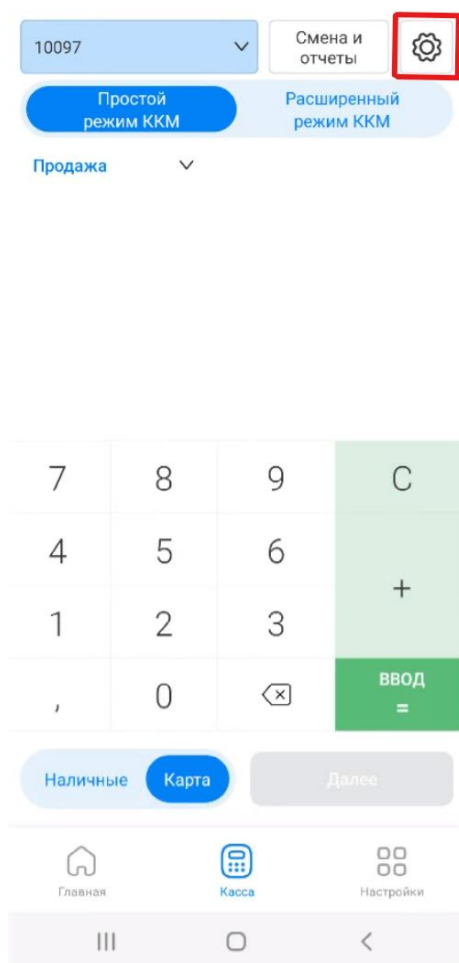 10097
Смена и
отчеты
Простой
режим ККМ
Расширенный
режим ККМ
Продажа
7 8 9 C
4 5 6
+
1 2 3
, 0
ВВОД
=
Наличные Карта Далее
Главная Касса Настройки